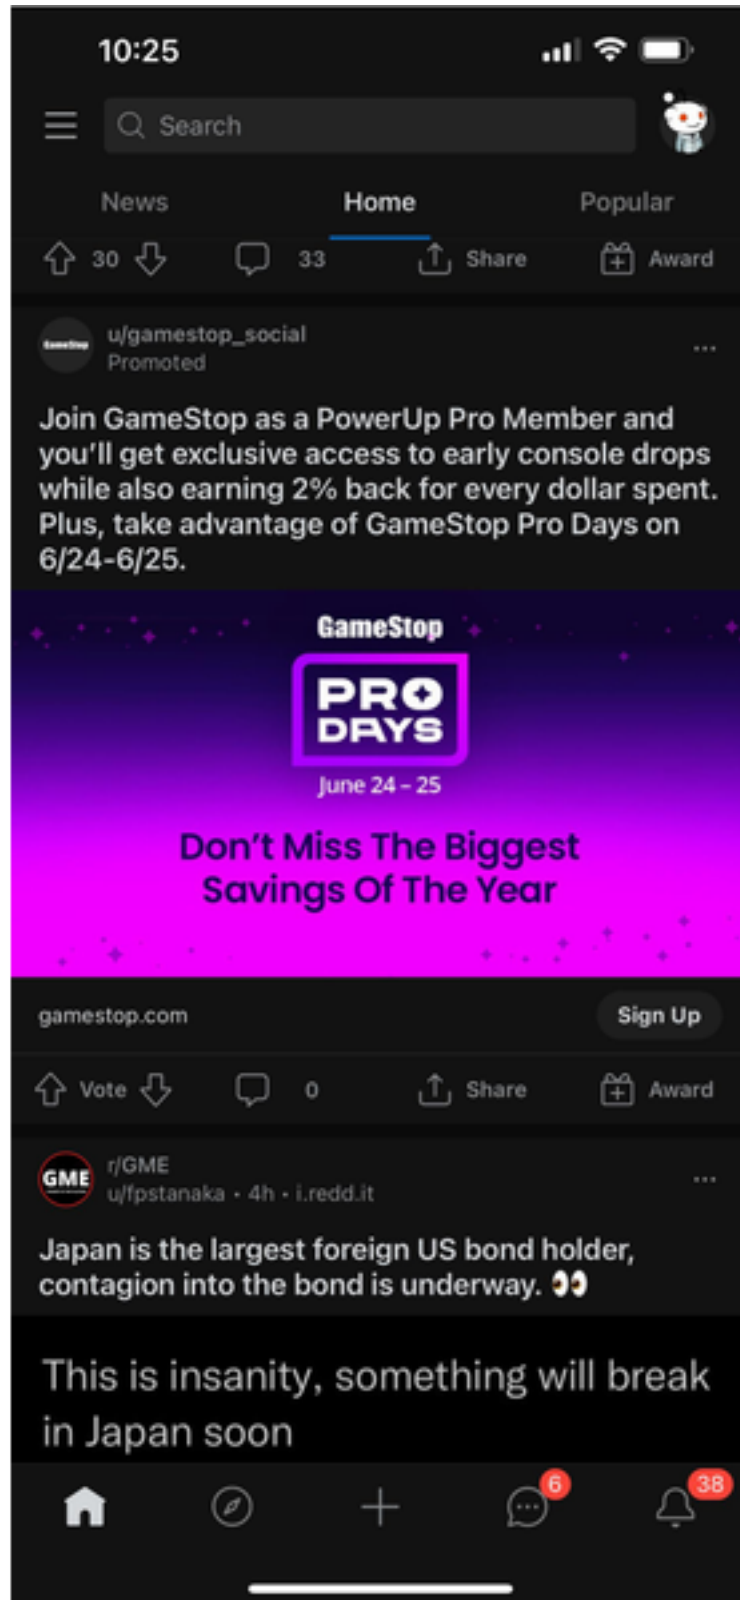 10:25
Search
News Home Popular
30 33 Share Award
GameStop
u/gamestop_social
Promoted
Join GameStop as a PowerUp Pro Member and
you'll get exclusive access to early console drops
while also earning 2% back for every dollar spent.
Plus, take advantage of GameStop Pro Days on
6/24-6/25.
GameStop
PRO
DAYS
June 24 – 25
Don't Miss The Biggest
Savings Of The Year
gamestop.com Sign Up
Vote 0 Share Award
GME
r/GME
u/fpstanaka • 4h • i.redd.it
Japan is the largest foreign US bond holder,
contagion into the bond is underway. 👀
This is insanity, something will break
in Japan soon
6 38